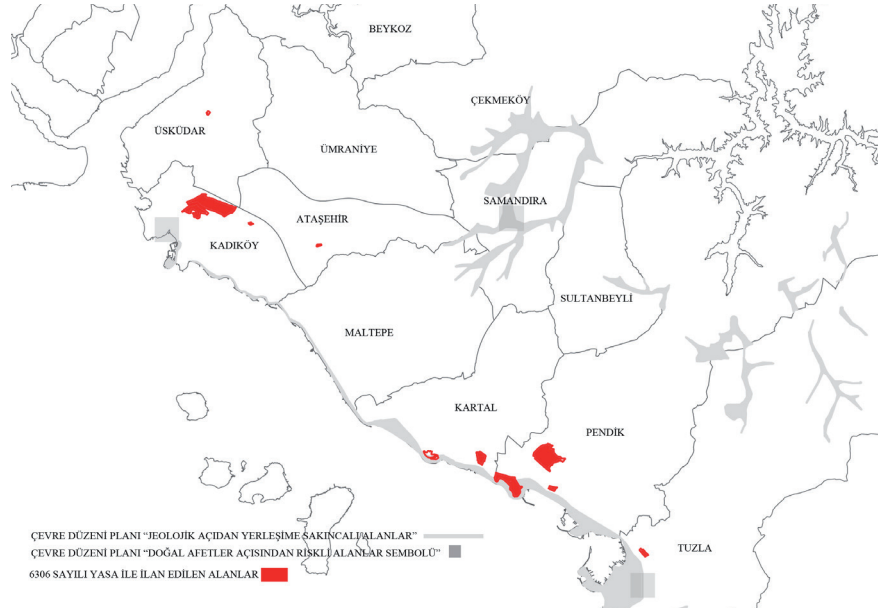 BEYKOZ
ÇEKMEKÖY
ÜSKÜDAR
ÜMRANİYE
SAMANDIRA
ATAŞEHİR
KADIKÖY
SULTANBEYLİ
MALTEPE
KARTAL
PENDİK
TUZLA
ÇEVRE DÜZENİ PLANI “JEOLOJİK AÇIDAN YERLEŞİME SAKINCALI ALANLAR”
ÇEVRE DÜZENİ PLANI “DOĞAL AFETLER AÇISINDAN RİSKLİ ALANLAR SEMBOLÜ”
6306 SAYILI YASA İLE İLAN EDİLEN ALANLAR